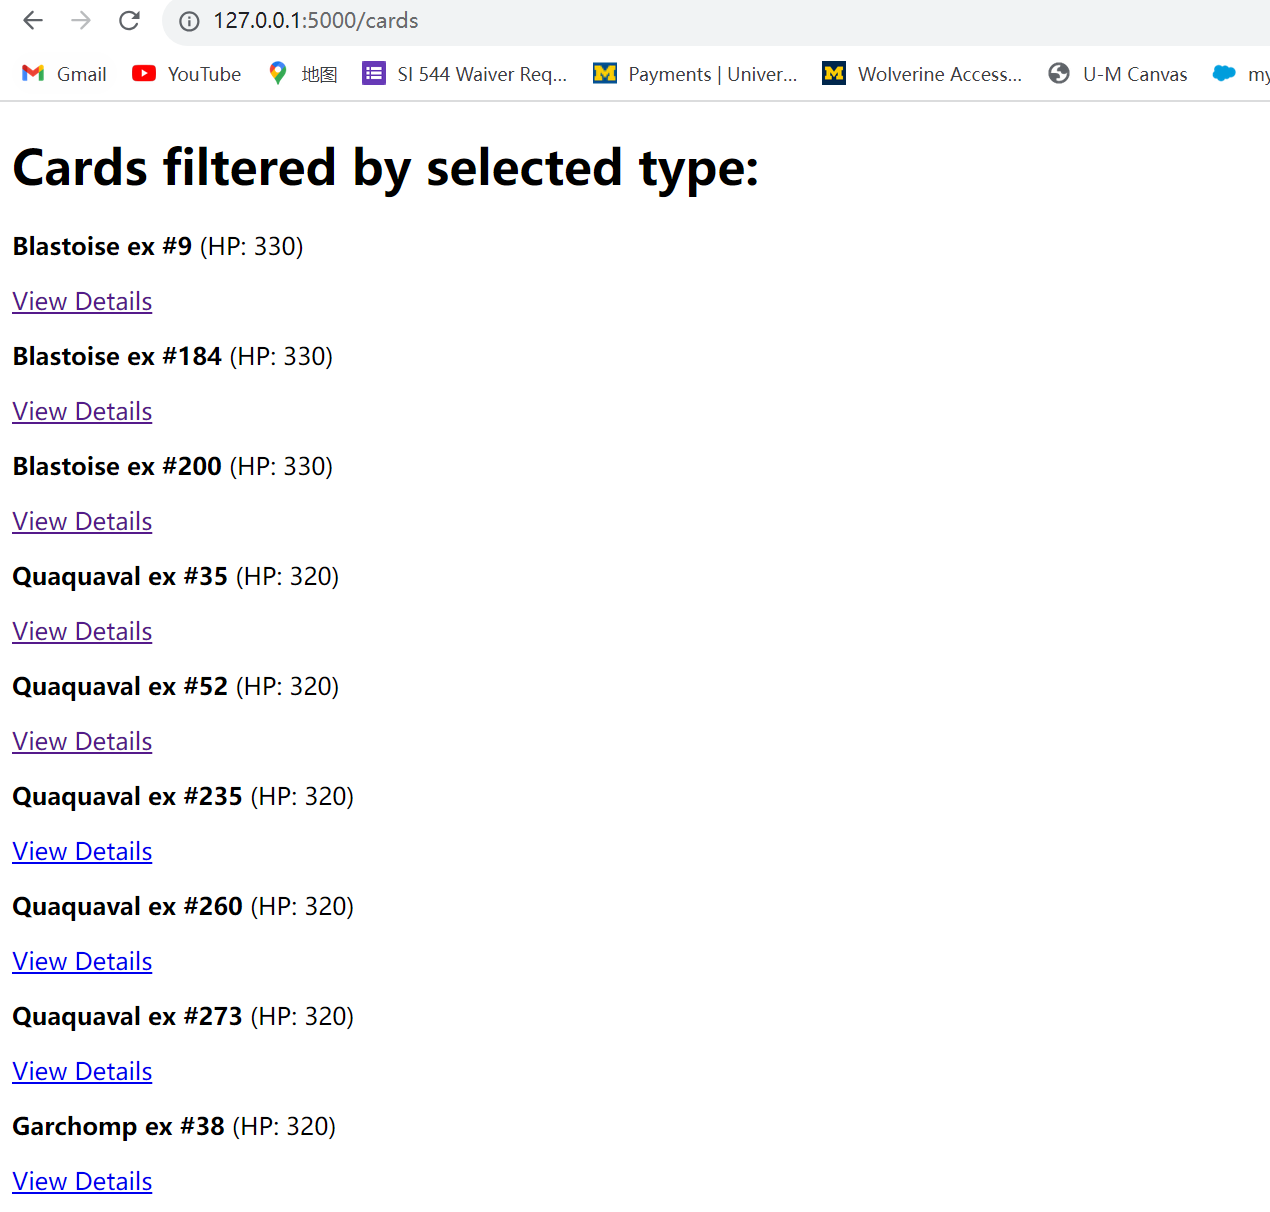 127.0.0.1:5000/cards
Gmail YouTube 地图 SI 544 Waiver Req... Payments | Univer... Wolverine Access... U-M Canvas my
Cards filtered by selected type:
Blastoise ex #9 (HP: 330)
View Details
Blastoise ex #184 (HP: 330)
View Details
Blastoise ex #200 (HP: 330)
View Details
Quaquaval ex #35 (HP: 320)
View Details
Quaquaval ex #52 (HP: 320)
View Details
Quaquaval ex #235 (HP: 320)
View Details
Quaquaval ex #260 (HP: 320)
View Details
Quaquaval ex #273 (HP: 320)
View Details
Garchomp ex #38 (HP: 320)
View Details